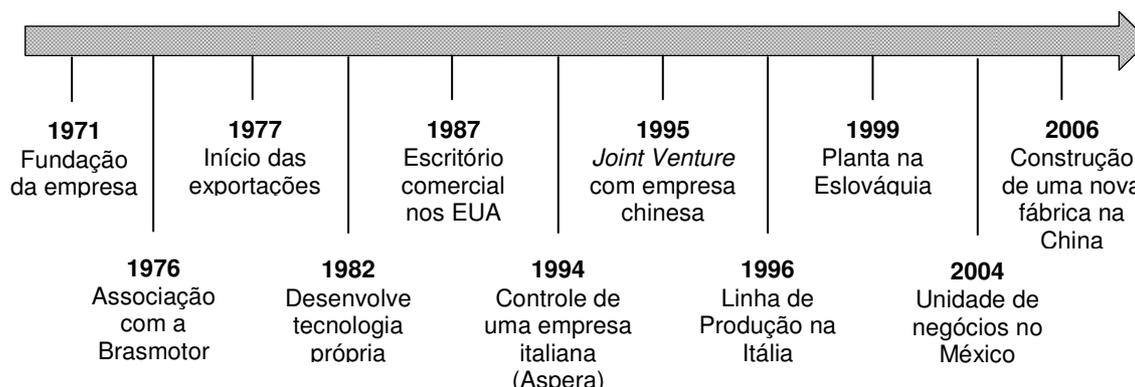 1971
Fundação
da empresa
1976
Associação
com a
Brasmotor
1977
Início das
exportações
1982
Desenvolve
tecnologia
própria
1987
Escritório
comercial
nos EUA
1994
Controle de
uma empresa
italiana
(Aspera)
1995
Joint Venture
com empresa
chinesa
1996
Linha de
Produção na
Itália
1999
Planta na
Eslováquia
2004
Unidade de
negócios no
México
2006
Construção
de uma nova
fábrica na
China